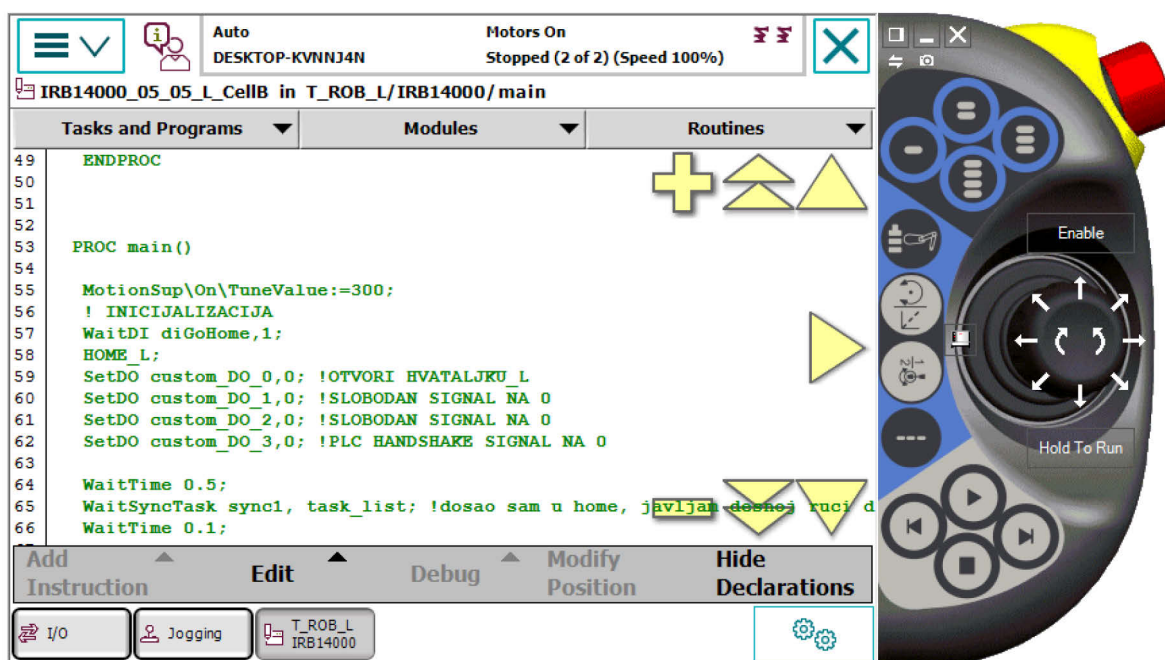 Auto Motors On
DESKTOP-KVNNJ4N Stopped (2 of 2) (Speed 100%)
IRB14000_05_05_L_CellB in T_ROB_L/IRB14000/main
Tasks and Programs Modules Routines
49 ENDPROC
50
51
52
53 PROC main()
54
55 MotionSup\On\TuneValue:=300;
56 ! INICIJALIZACIJA
57 WaitDI diGoHome,1;
58 HOME_L;
59 SetDO custom_DO_0,0; !OTVORI HVATALJKU_L
60 SetDO custom_DO_1,0; !SLOBODAN SIGNAL NA 0
61 SetDO custom_DO_2,0; !SLOBODAN SIGNAL NA 0
62 SetDO custom_DO_3,0; !PLC HANDSHAKE SIGNAL NA 0
63
64 WaitTime 0.5;
65 WaitSyncTask sync1, task_list; !dosao sam u home, javljam desnoj ruci d
66 WaitTime 0.1;
Add Instruction Edit Debug Modify Position Hide Declarations
I/O Jogging T_ROB_L IRB14000
Enable
Hold To Run